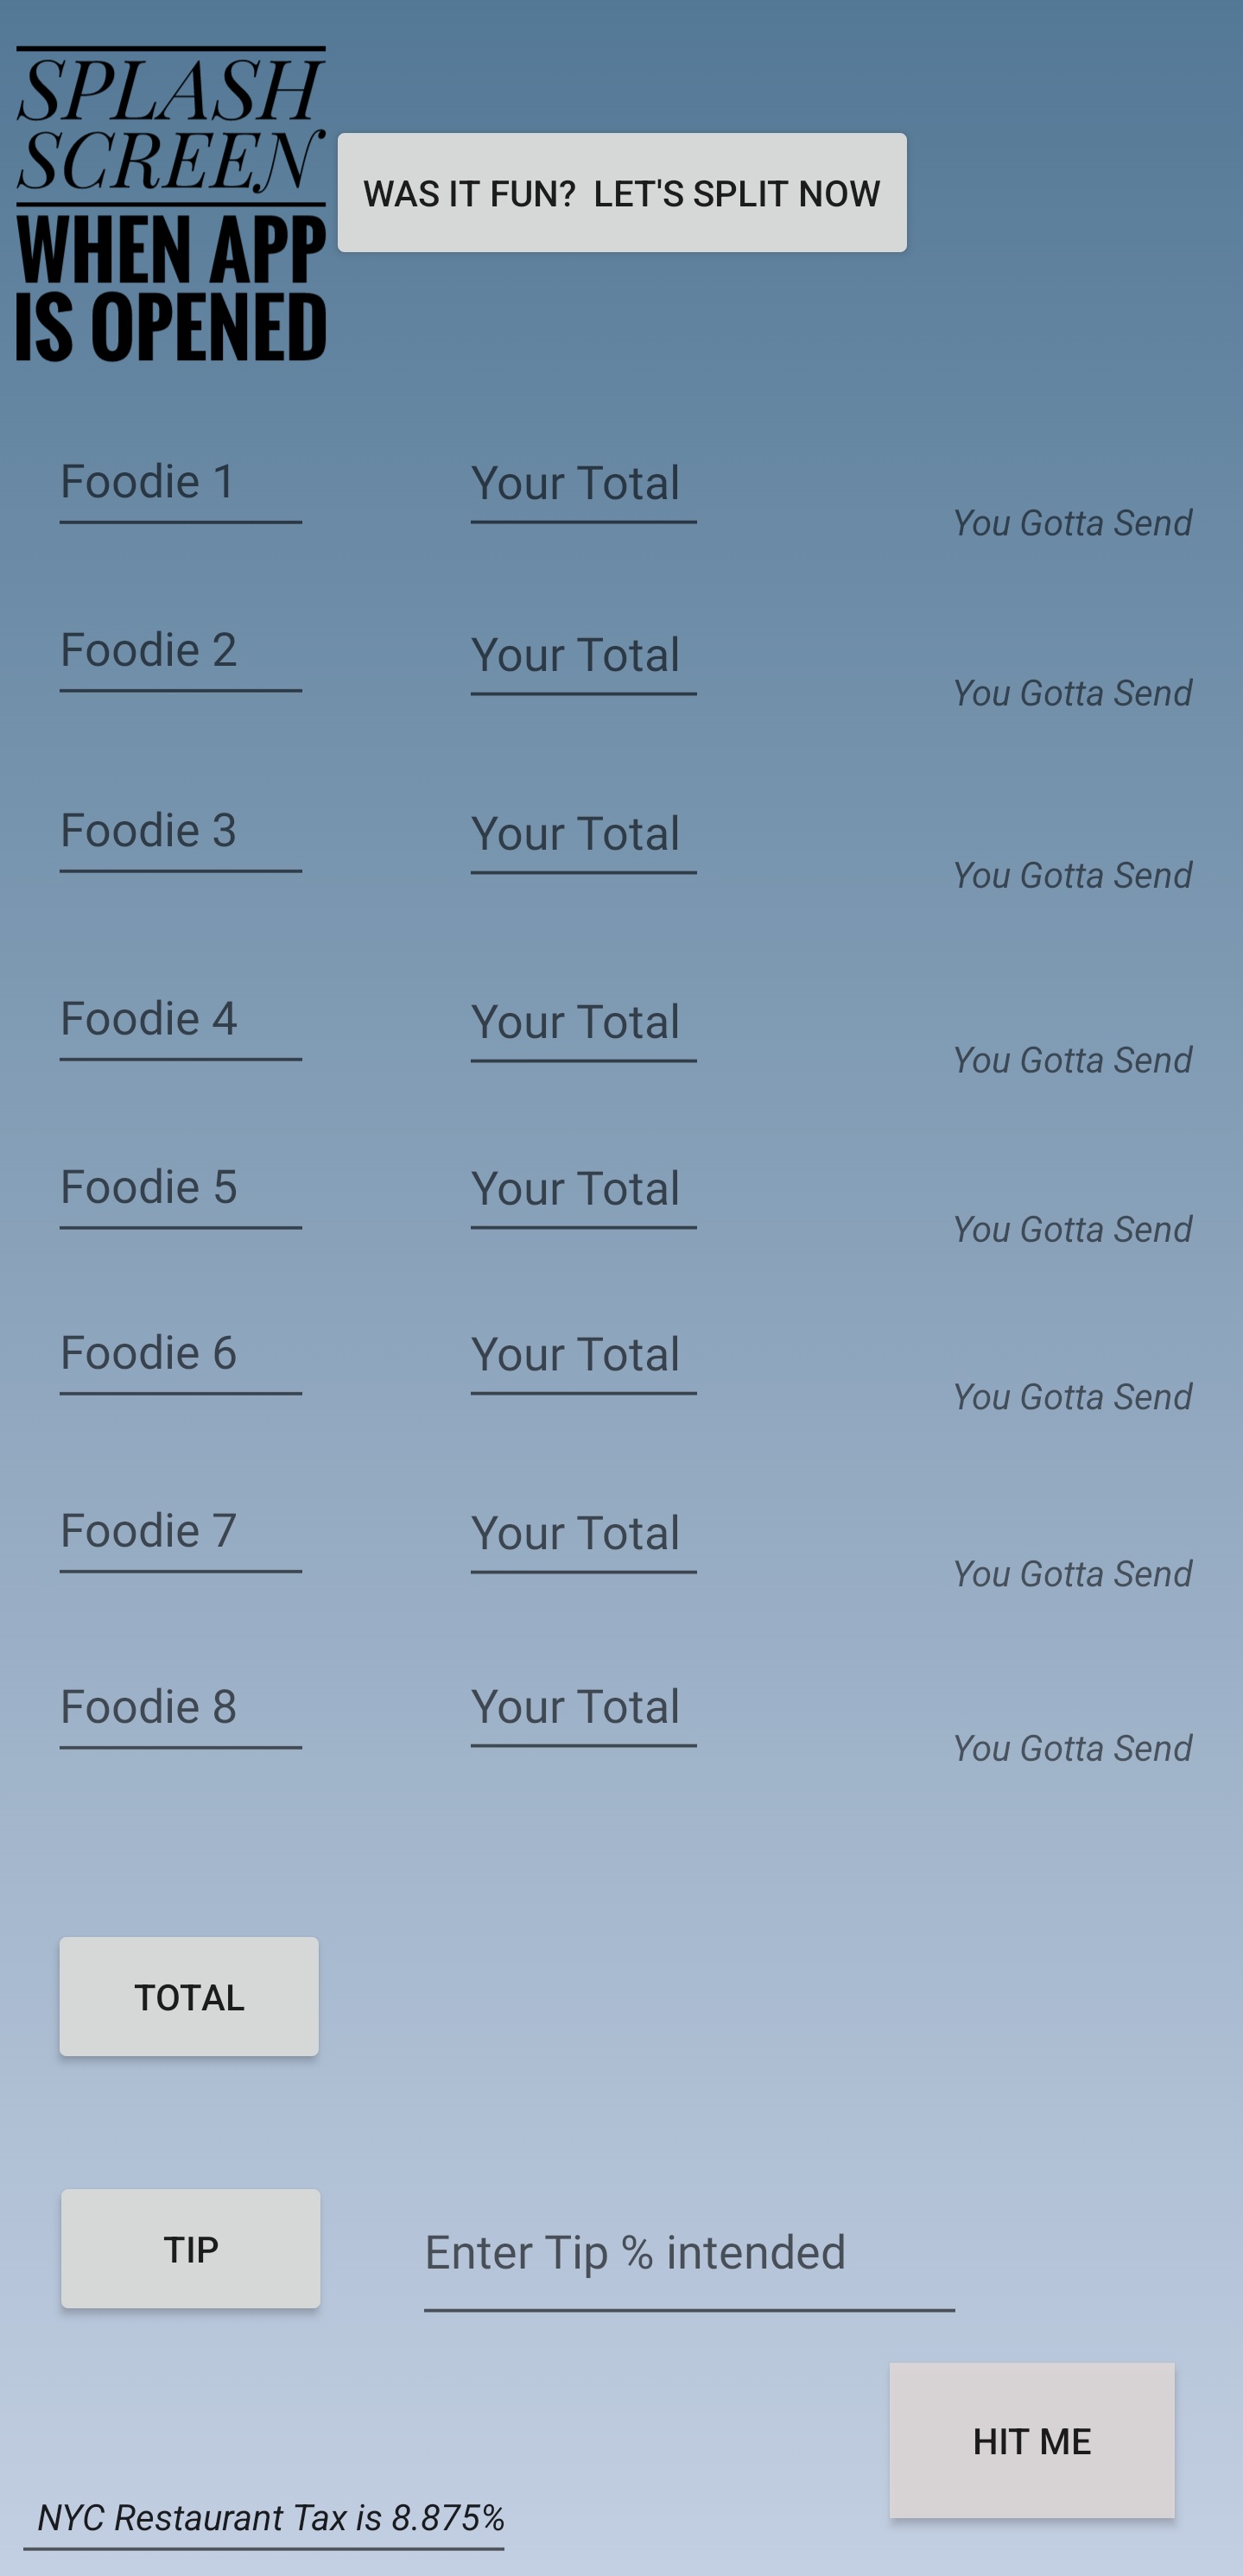 SPLASH
SCREEN
WHEN APP
IS OPENED
WAS IT FUN?  LET'S SPLIT NOW
Foodie 1 Your Total You Gotta Send
Foodie 2 Your Total You Gotta Send
Foodie 3 Your Total You Gotta Send
Foodie 4 Your Total You Gotta Send
Foodie 5 Your Total You Gotta Send
Foodie 6 Your Total You Gotta Send
Foodie 7 Your Total You Gotta Send
Foodie 8 Your Total You Gotta Send
TOTAL
TIP Enter Tip % intended
HIT ME
NYC Restaurant Tax is 8.875%